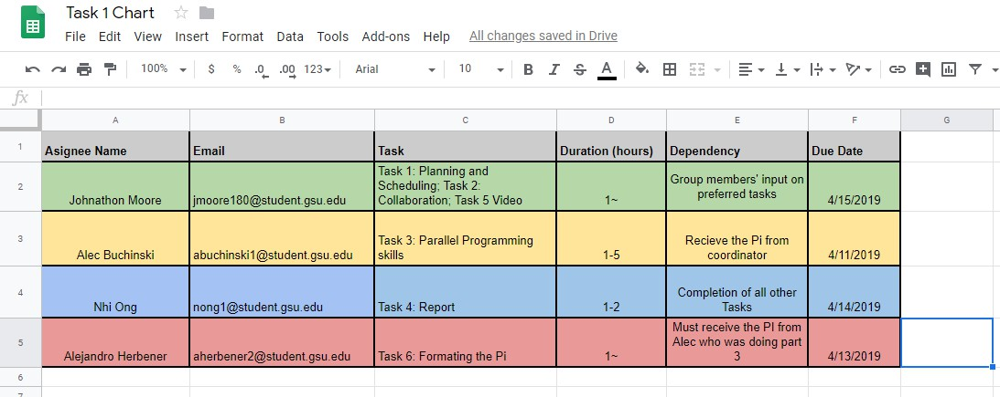 Task 1 Chart
File Edit View Insert Format Data Tools Add-ons Help All changes saved in Drive
100% $ % .0 .00 123 Arial 10 B I S A
fx
A B C D E F G
1 Asignee Name Email Task Duration (hours) Dependency Due Date
2 Johnathon Moore jmoore180@student.gsu.edu Task 1: Planning and
Scheduling; Task 2:
Collaboration; Task 5 Video 1~ Group members' input on
preferred tasks 4/15/2019
3 Alec Buchinski abuchinski1@student.gsu.edu Task 3: Parallel Programming
skills 1-5 Recieve the Pi from
coordinator 4/11/2019
4 Nhi Ong nong1@student.gsu.edu Task 4: Report 1-2 Completion of all other
Tasks 4/14/2019
5 Alejandro Herbener aherbener2@student.gsu.edu Task 6: Formating the Pi 1~ Must receive the PI from
Alec who was doing part
3 4/13/2019
6
7